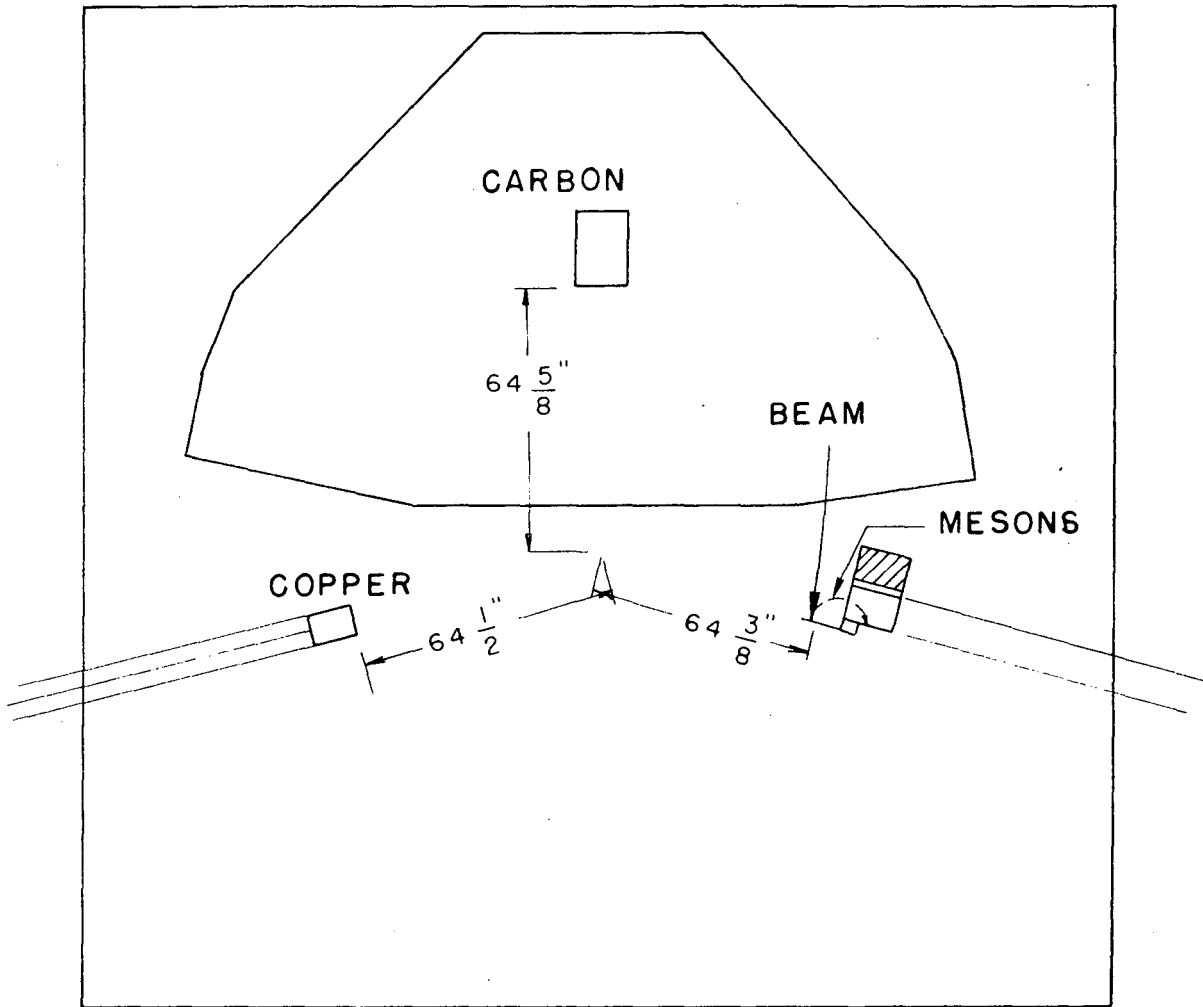 CARBON
64 5/8"
BEAM
MESONS
COPPER
64 1/2"
64 3/8"